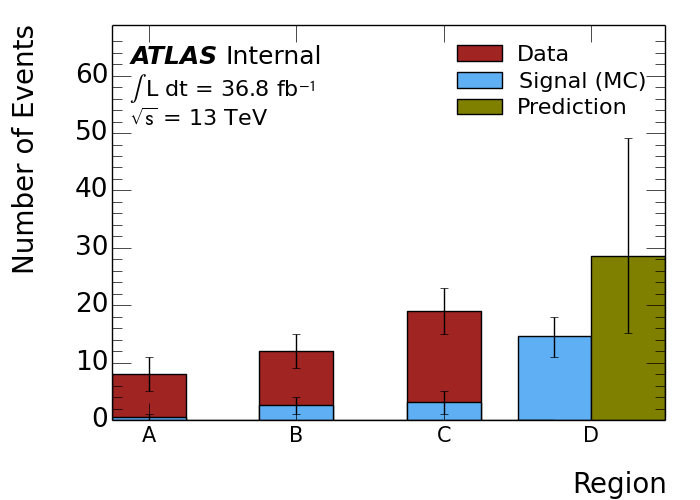 ATLAS Internal
∫L dt = 36.8 fb⁻¹
√s = 13 TeV
Data
Signal (MC)
Prediction
Number of Events
60
50
40
30
20
10
0
A B C D
Region